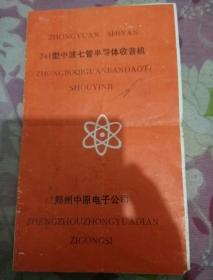 ZHONGYUAN SHIYAN
241型中波七管半导体收音机
ZHONGBOQIGUANBANDAOTI
SHOUYINJI
郑州中原电子公司
ZHENGZHOUZHONGYUADIAN
ZIGONGSI